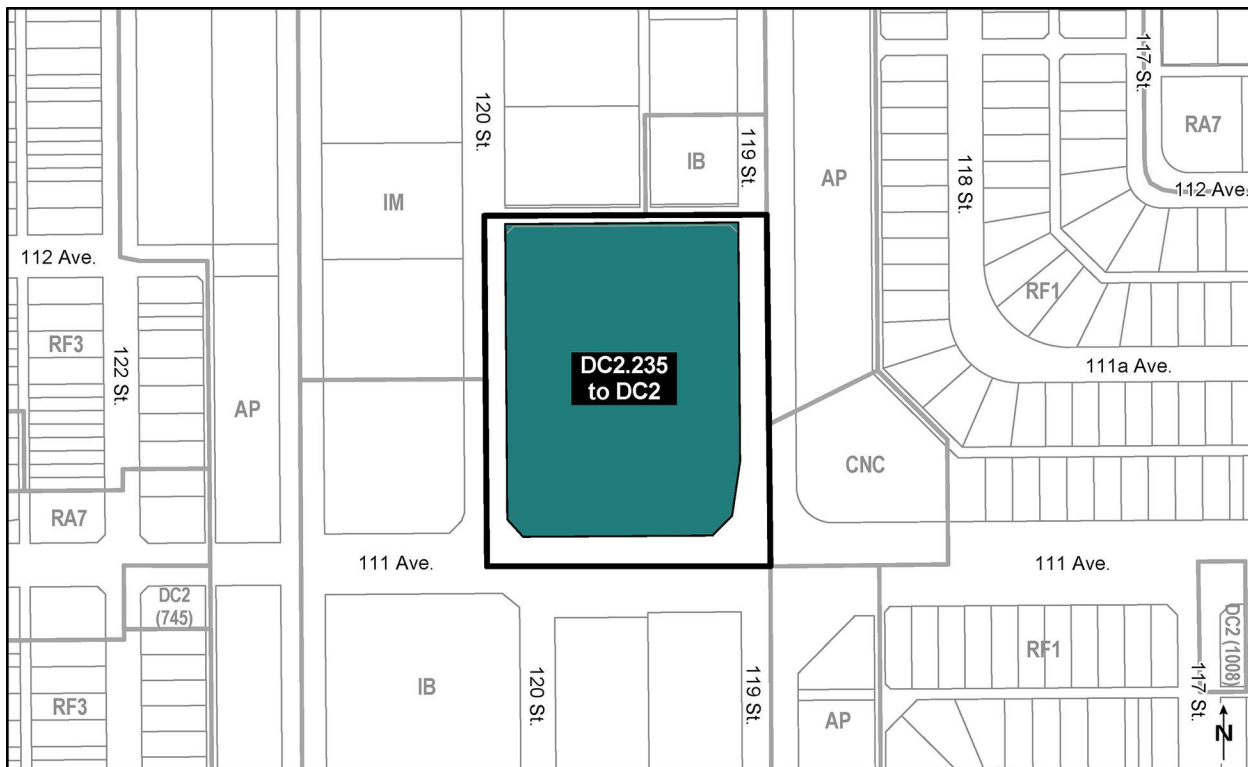 117 St.
120 St.
IB
119 St.
RA7
AP
118 St.
IM
112 Ave.
112 Ave.
RF1
RF3
122 St.
DC2.235
to DC2
111a Ave.
AP
CNC
RA7
111 Ave.
111 Ave.
DC2
(745)
DC2 (1008)
RF1
IB
120 St.
119 St.
117 St.
RF3
AP
N